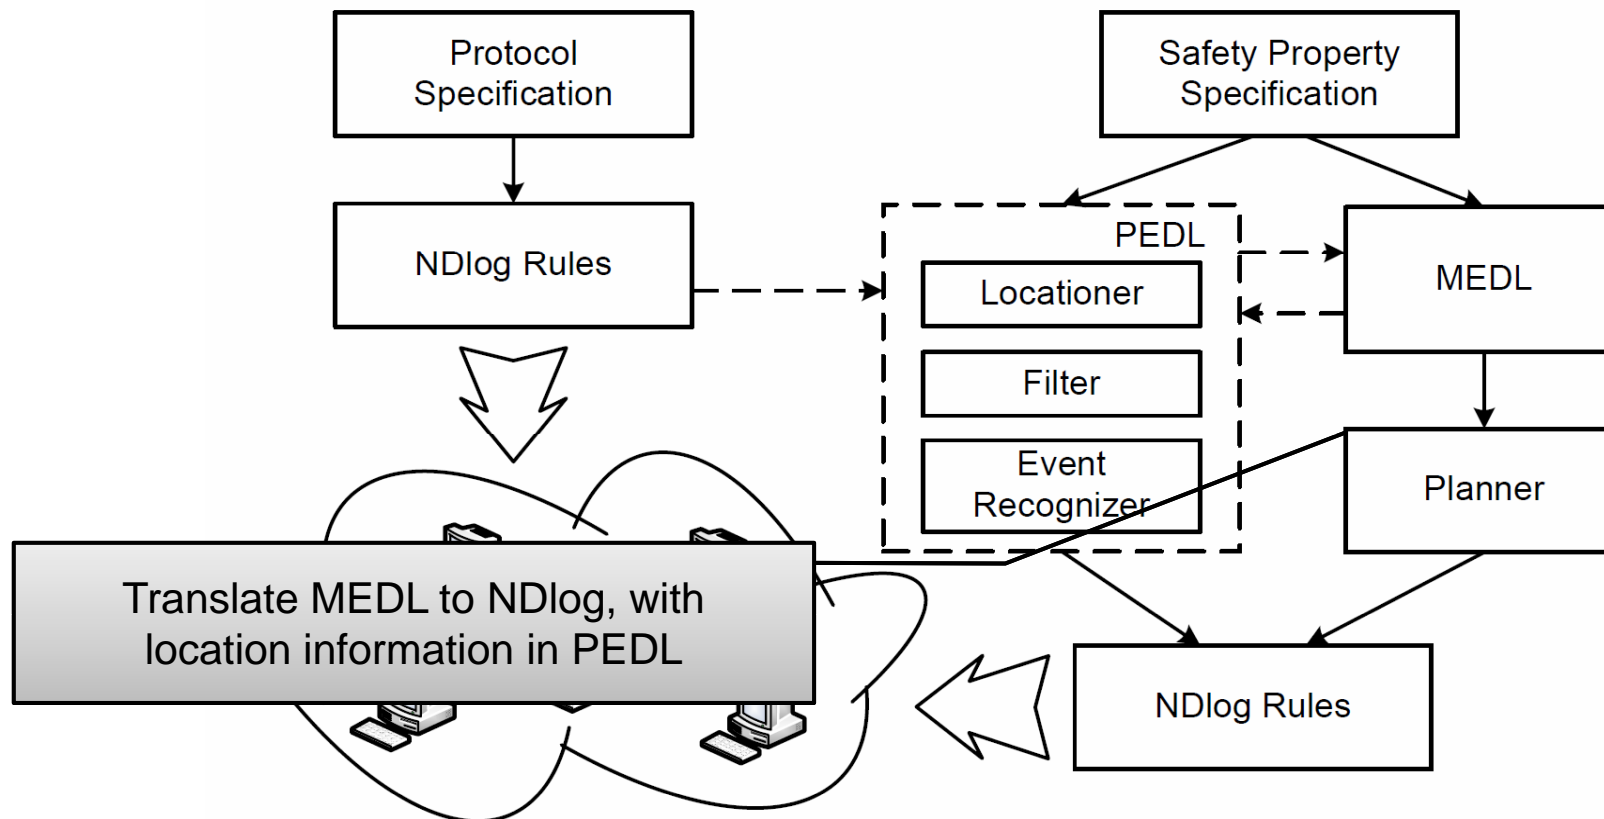 Protocol
Specification
Safety Property
Specification
NDlog Rules
PEDL
Locationer
Filter
Event
Recognizer
MEDL
Planner
Translate MEDL to NDlog, with
location information in PEDL
NDlog Rules